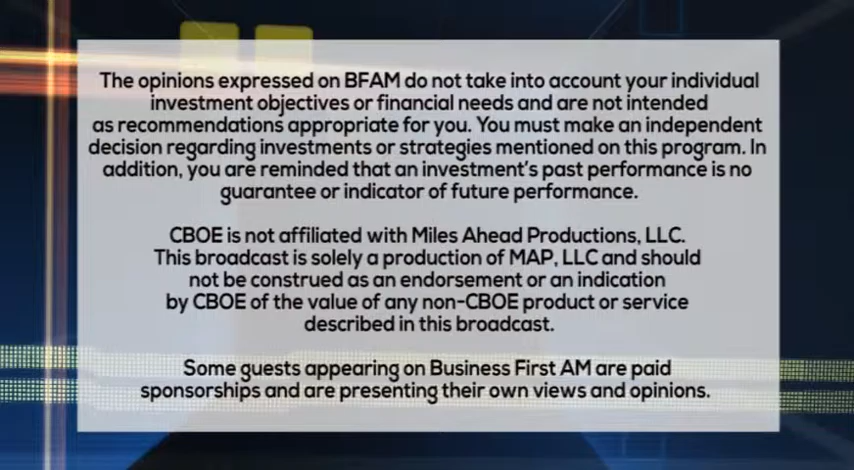 The opinions expressed on BFAM do not take into account your individual
investment objectives or financial needs and are not intended
as recommendations appropriate for you. You must make an independent
decision regarding investments or strategies mentioned on this program. In
addition, you are reminded that an investment's past performance is no
guarantee or indicator of future performance.
CBOE is not affiliated with Miles Ahead Productions, LLC.
This broadcast is solely a production of MAP, LLC and should
not be construed as an endorsement or an indication
by CBOE of the value of any non-CBOE product or service
described in this broadcast.
Some guests appearing on Business First AM are paid
sponsorships and are presenting their own views and opinions.